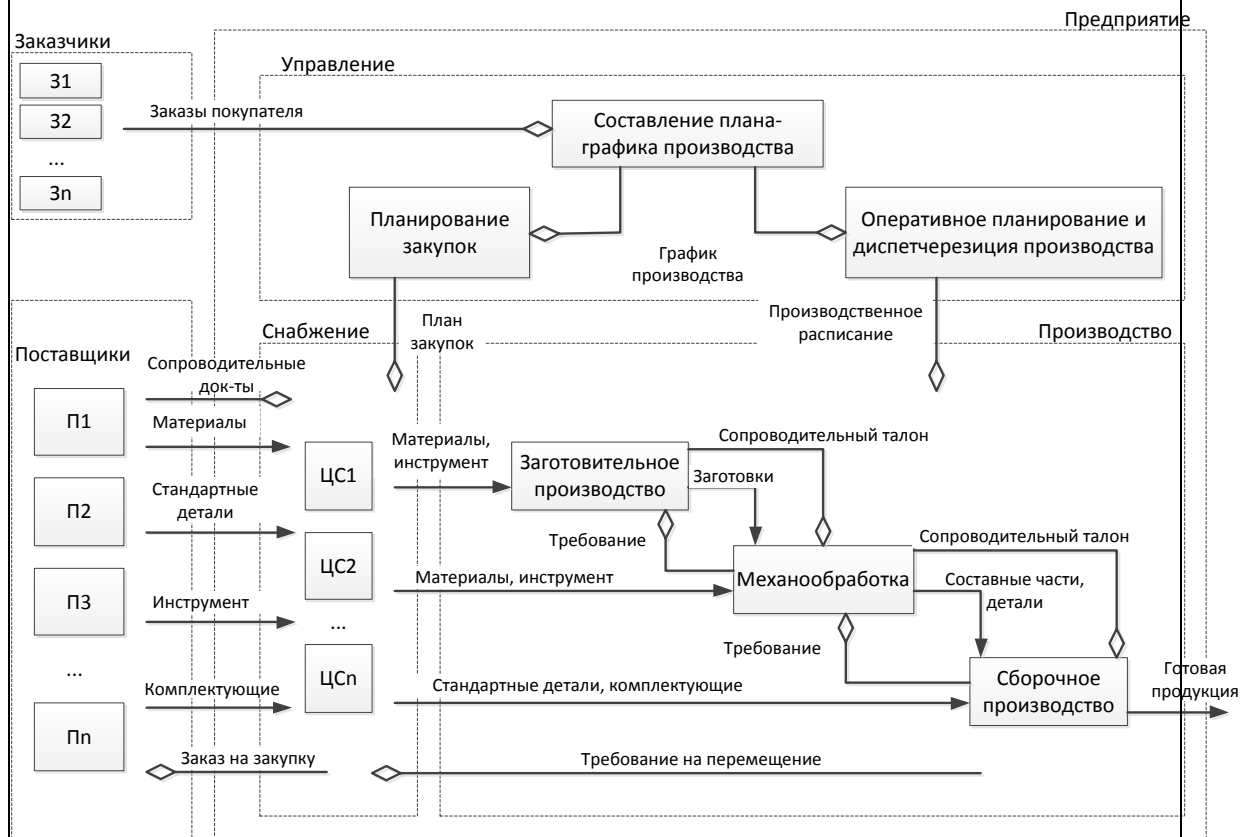 Предприятие
Заказчики
Управление
З1
З2
...
Зn
Заказы покупателя
Составление плана-
графика производства
Планирование
закупок
Оперативное планирование и
диспетчерезиция производства
График
производства
Производственное
расписание
План
закупок
Снабжение
Производство
Поставщики
Сопроводительные
док-ты
П1
Материалы
П2
Стандартные
детали
П3
Инструмент
...
Пn
Комплектующие
Заказ на закупку
ЦС1
ЦС2
...
ЦСn
Материалы,
инструмент
Заготовительное
производство
Сопроводительный талон
Заготовки
Требование
Материалы, инструмент
Механообработка
Сопроводительный талон
Составные части,
детали
Требование
Стандартные детали, комплектующие
Сборочное
производство
Готовая
продукция
Требование на перемещение